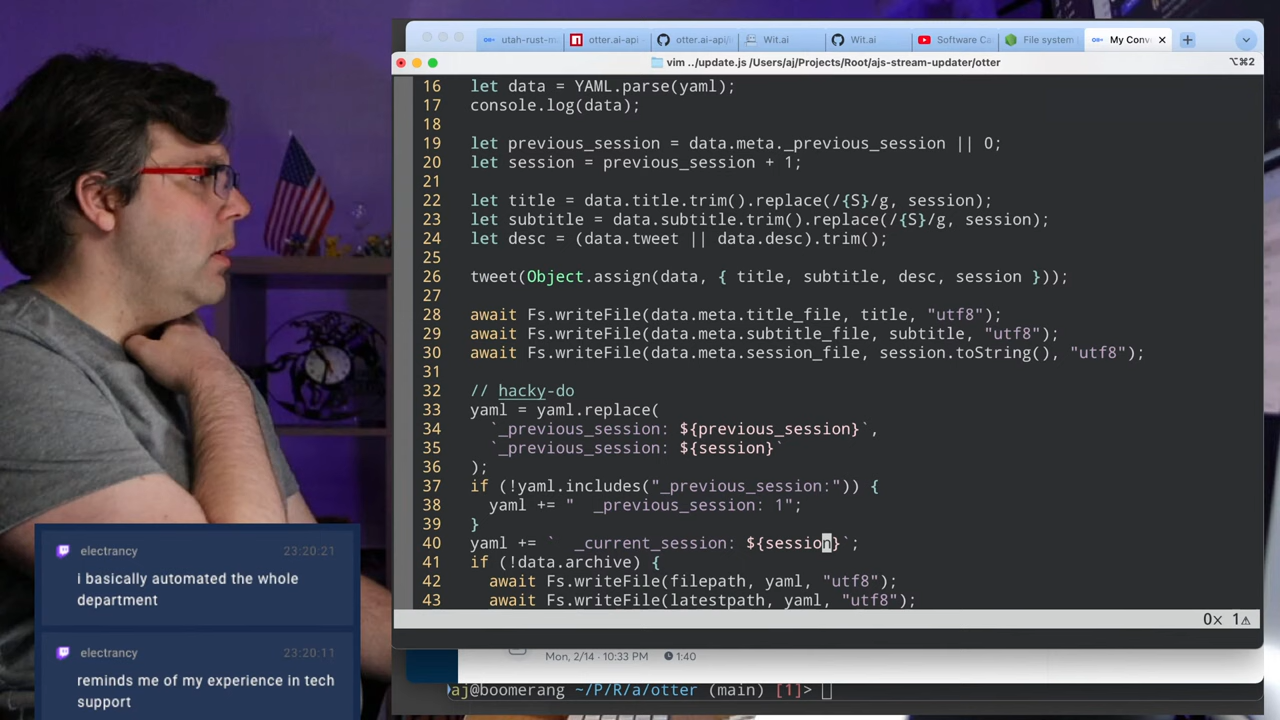 utah-rust-m
otter.ai-api
otter.ai-api/
Wit.ai
Wit.ai
Software
File system
My Conv
vim ../update.js /Users/aj/Projects/Root/ajs-stream-updater/otter
⌥⌘2
16 let data = YAML.parse(yaml);
17 console.log(data);
18
19 let previous_session = data.meta._previous_session || 0;
20 let session = previous_session + 1;
21
22 let title = data.title.trim().replace(/{S}/g, session);
23 let subtitle = data.subtitle.trim().replace(/{S}/g, session);
24 let desc = (data.tweet || data.desc).trim();
25
26 tweet(Object.assign(data, { title, subtitle, desc, session }));
27
28 await Fs.writeFile(data.meta.title_file, title, "utf8");
29 await Fs.writeFile(data.meta.subtitle_file, subtitle, "utf8");
30 await Fs.writeFile(data.meta.session_file, session.toString(), "utf8");
31
32 // hacky-do
33 yaml = yaml.replace(
34 `_previous_session: ${previous_session}`,
35 `_previous_session: ${session}`
36 );
37 if (!yaml.includes("_previous_session:")) {
38 yaml += "  _previous_session: 1";
39 }
40 yaml += `  _current_session: ${session}`;
41 if (!data.archive) {
42 await Fs.writeFile(filepath, yaml, "utf8");
43 await Fs.writeFile(latestpath, yaml, "utf8");
0× 1⚠
Mon, 2/14 · 10:33 PM 1:40
aj@boomerang ~/P/R/a/otter (main) [1]>
electrancy 23:20:21
i basically automated the whole
department
electrancy 23:20:11
reminds me of my experience in tech
support